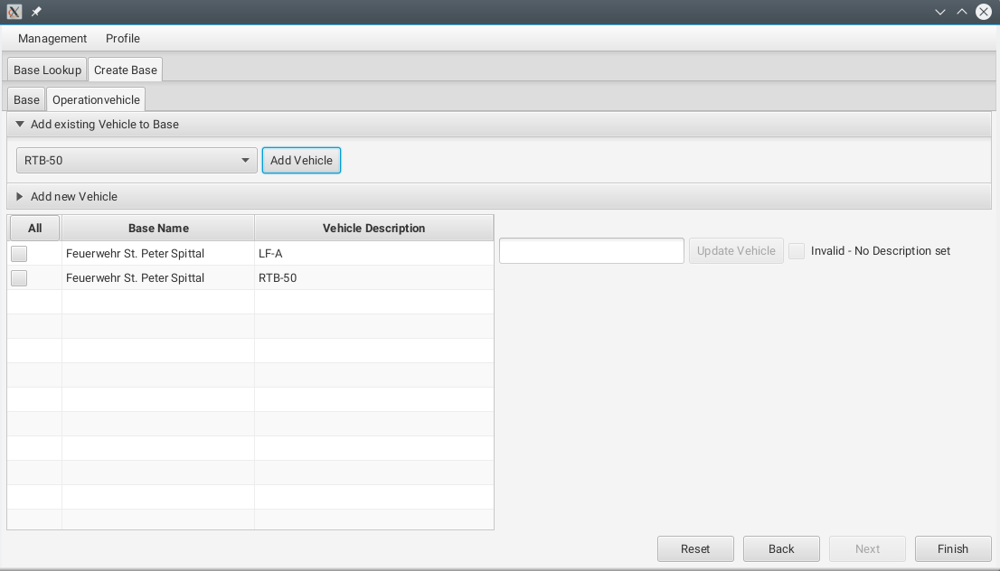 Management Profile
Base Lookup Create Base
Base Operationvehicle
Add existing Vehicle to Base
RTB-50 Add Vehicle
Add new Vehicle
All Base Name Vehicle Description
Feuerwehr St. Peter Spittal LF-A
Update Vehicle Invalid - No Description set
Feuerwehr St. Peter Spittal RTB-50
Reset Back Next Finish